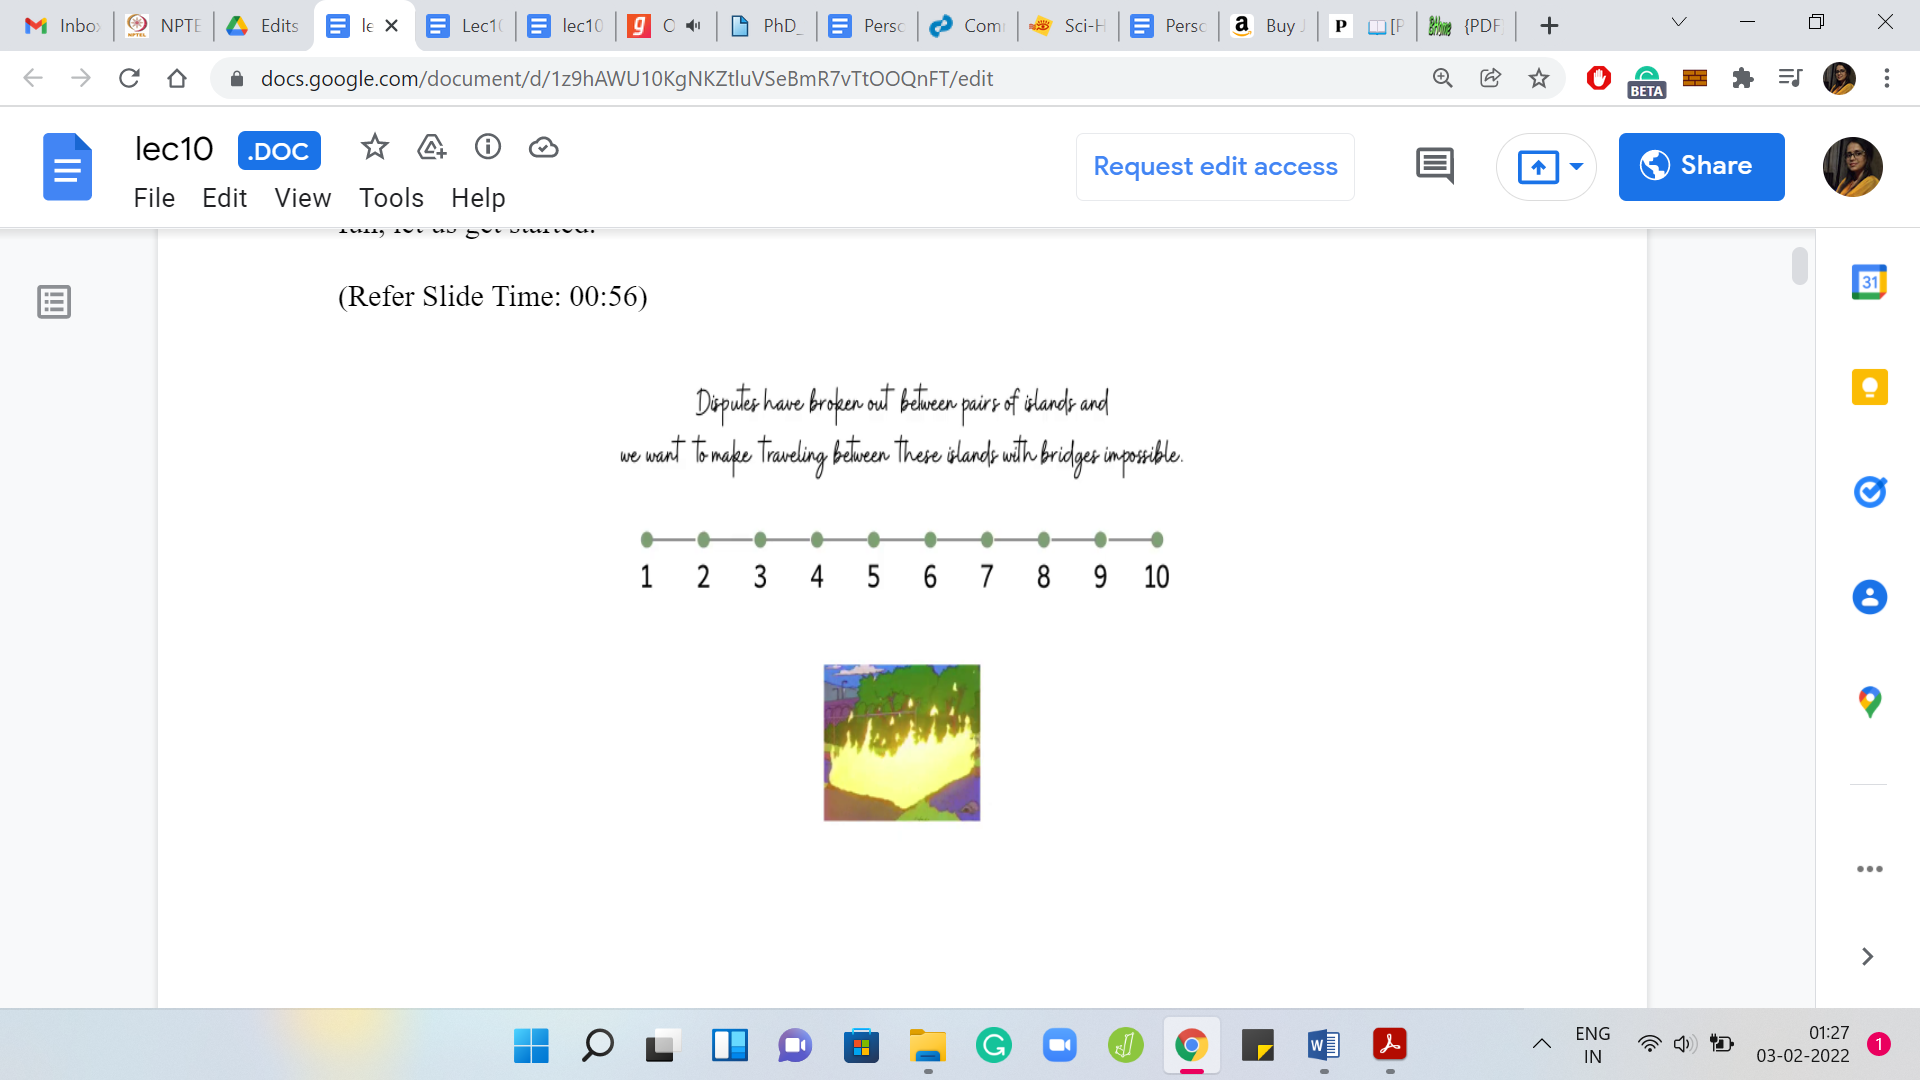 Inbo
NPTE
Edits
le
Lec1
lec10
O
PhD_
Perso
Com
Sci-H
Perso
Buy J
[P
{PDF
docs.google.com/document/d/1z9hAWU10KgNKZtluVSeBmR7vTtOOQnFT/edit
BETA
lec10 .DOC
Request edit access
Share
File Edit View Tools Help
(Refer Slide Time: 00:56)
Disputes have broken out between pairs of islands and
we want to make traveling between these islands with bridges impossible.
1 2 3 4 5 6 7 8 9 10
31
ENG
IN
01:27
03-02-2022
1